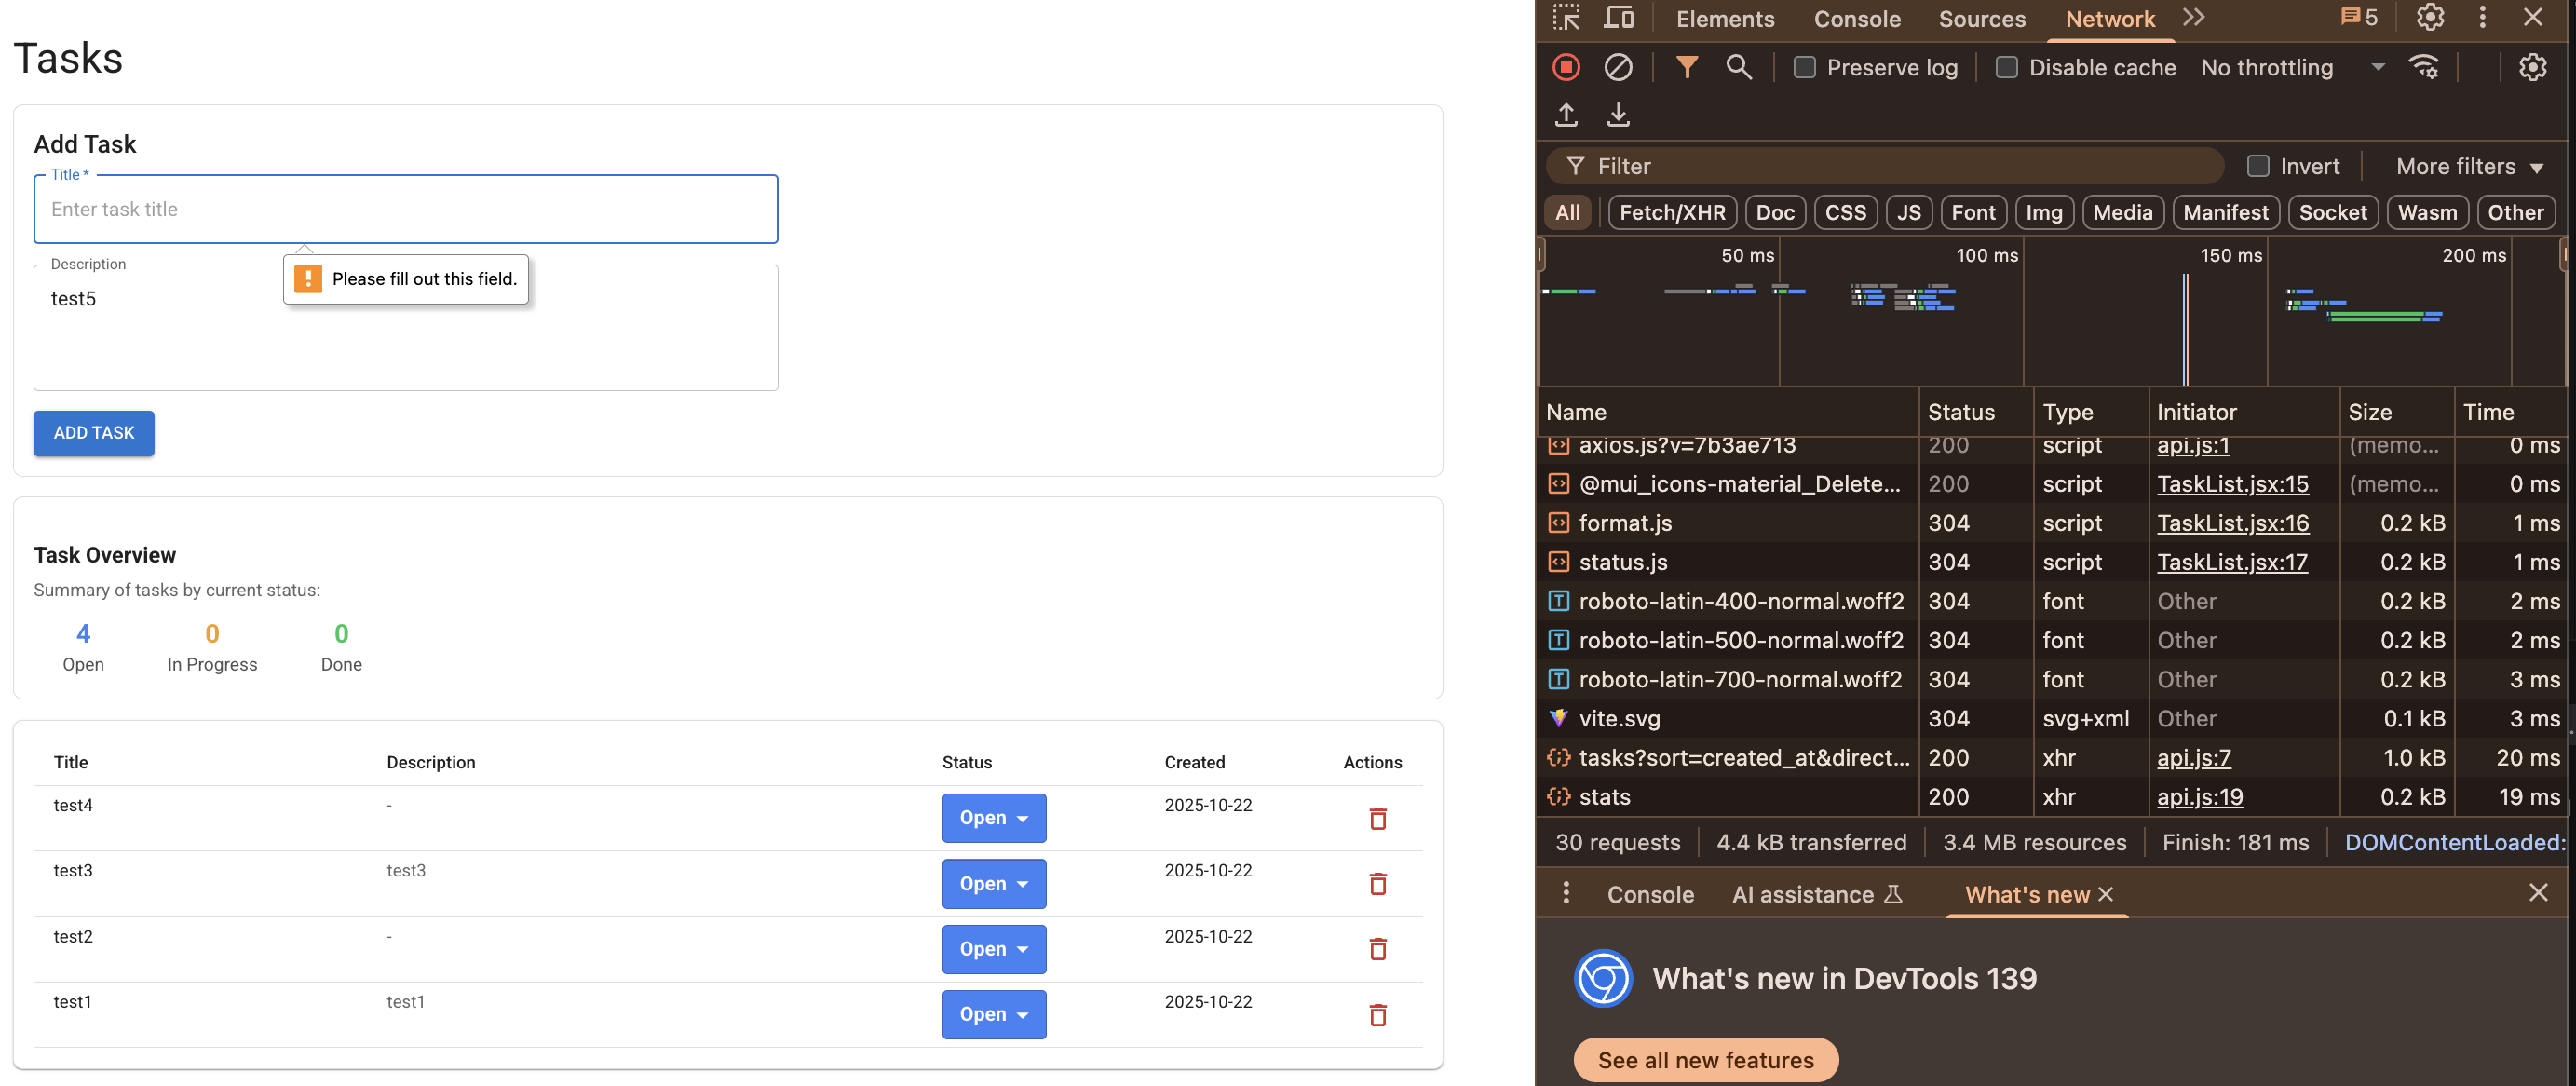 Tasks
Add Task
Title *
Enter task title
Please fill out this field.
Description
test5
ADD TASK
Task Overview
Summary of tasks by current status:
4 0 0
Open In Progress Done
Title Description Status Created Actions
test4 - Open 2025-10-22
test3 test3 Open 2025-10-22
test2 - Open 2025-10-22
test1 test1 Open 2025-10-22
Elements Console Sources Network 5
Preserve log Disable cache No throttling
Filter Invert More filters
All Fetch/XHR Doc CSS JS Font Img Media Manifest Socket Wasm Other
50 ms 100 ms 150 ms 200 ms
Name Status Type Initiator Size Time
axios.js?v=7b3ae713 200 script api.js:1 (memo... 0 ms
@mui_icons-material_Delete... 200 script TaskList.jsx:15 (memo... 0 ms
format.js 304 script TaskList.jsx:16 0.2 kB 1 ms
status.js 304 script TaskList.jsx:17 0.2 kB 1 ms
roboto-latin-400-normal.woff2 304 font Other 0.2 kB 2 ms
roboto-latin-500-normal.woff2 304 font Other 0.2 kB 2 ms
roboto-latin-700-normal.woff2 304 font Other 0.2 kB 3 ms
vite.svg 304 svg+xml Other 0.1 kB 3 ms
tasks?sort=created_at&direct... 200 xhr api.js:7 1.0 kB 20 ms
stats 200 xhr api.js:19 0.2 kB 19 ms
30 requests 4.4 kB transferred 3.4 MB resources Finish: 181 ms DOMContentLoaded:
Console AI assistance What's new
What's new in DevTools 139
See all new features